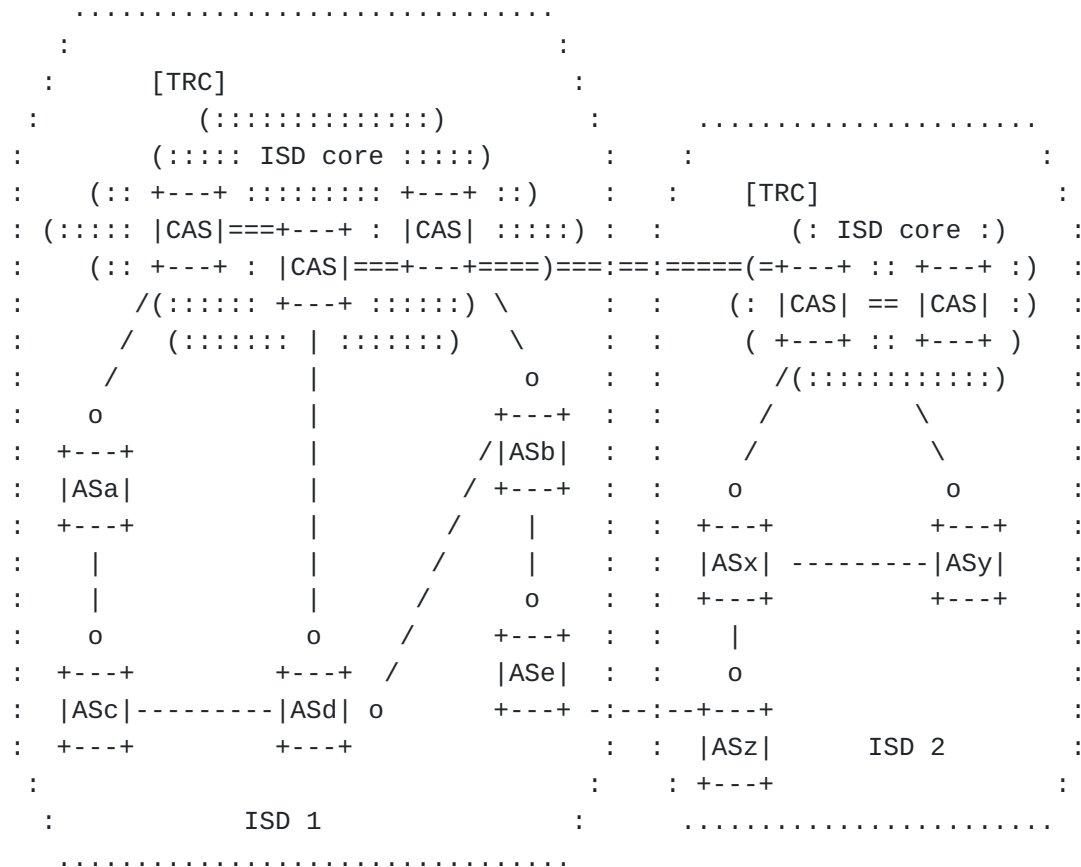 ...............................
   :                                :
  :      [TRC]                       :
 :           (::::::::::::::)          :      ......................
:         (::::: ISD core :::::)       :    :                       :
:     (:: +---+ ::::::::: +---+ ::)    :   :    [TRC]                :
: (::::: |CAS|===+---+ : |CAS| :::::) :  :         (: ISD core :)    :
:     (:: +---+ : |CAS|===+---+====)===:==:=====(=+---+ :: +---+ :)  :
:        /(:::::: +---+ ::::::) \      :  :     (: |CAS| == |CAS| :)  :
:       /  (::::::: | :::::::)   \     :  :      ( +---+ :: +---+ )   :
:      /            |             o    :  :        /(::::::::::::)    :
:     o             |           +---+  :  :       /         \         :
:  +---+            |          /|ASb|  :  :      /           \        :
:  |ASa|            |         / +---+  :  :     o             o       :
:  +---+            |        /    |    :  :   +---+         +---+     :
:    |              |       /     |    :  :   |ASx| ---------|ASy|    :
:    |              |      /      o    :  :   +---+         +---+     :
:    o              o     /     +---+  :  :     |                     :
:  +---+          +---+  /      |ASe|  :  :     o                     :
:  |ASc|---------|ASd| o        +---+ -:--:--+---+                    :
:  +---+          +---+                :  :  |ASz|      ISD 2         :
 :                                    :    : +---+                   :
  :            ISD 1                 :      ........................
   .................................